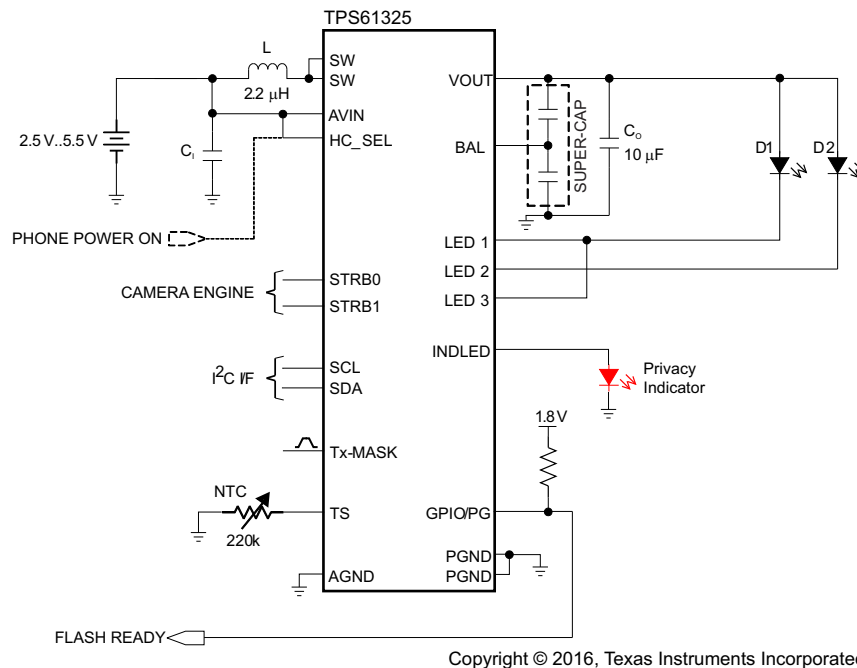 TPS61325
L
2.2 μH
SW
SW
AVIN
HC_SEL
2.5 V..5.5 V
C_I
PHONE POWER ON
CAMERA ENGINE
STRB0
STRB1
I²C I/F
SCL
SDA
Tx-MASK
NTC
220k
TS
AGND
FLASH READY
VOUT
BAL
SUPER-CAP
C_O
10 μF
D1
D2
LED 1
LED 2
LED 3
INDLED
Privacy
Indicator
1.8 V
GPIO/PG
PGND
PGND
Copyright © 2016, Texas Instruments Incorporated